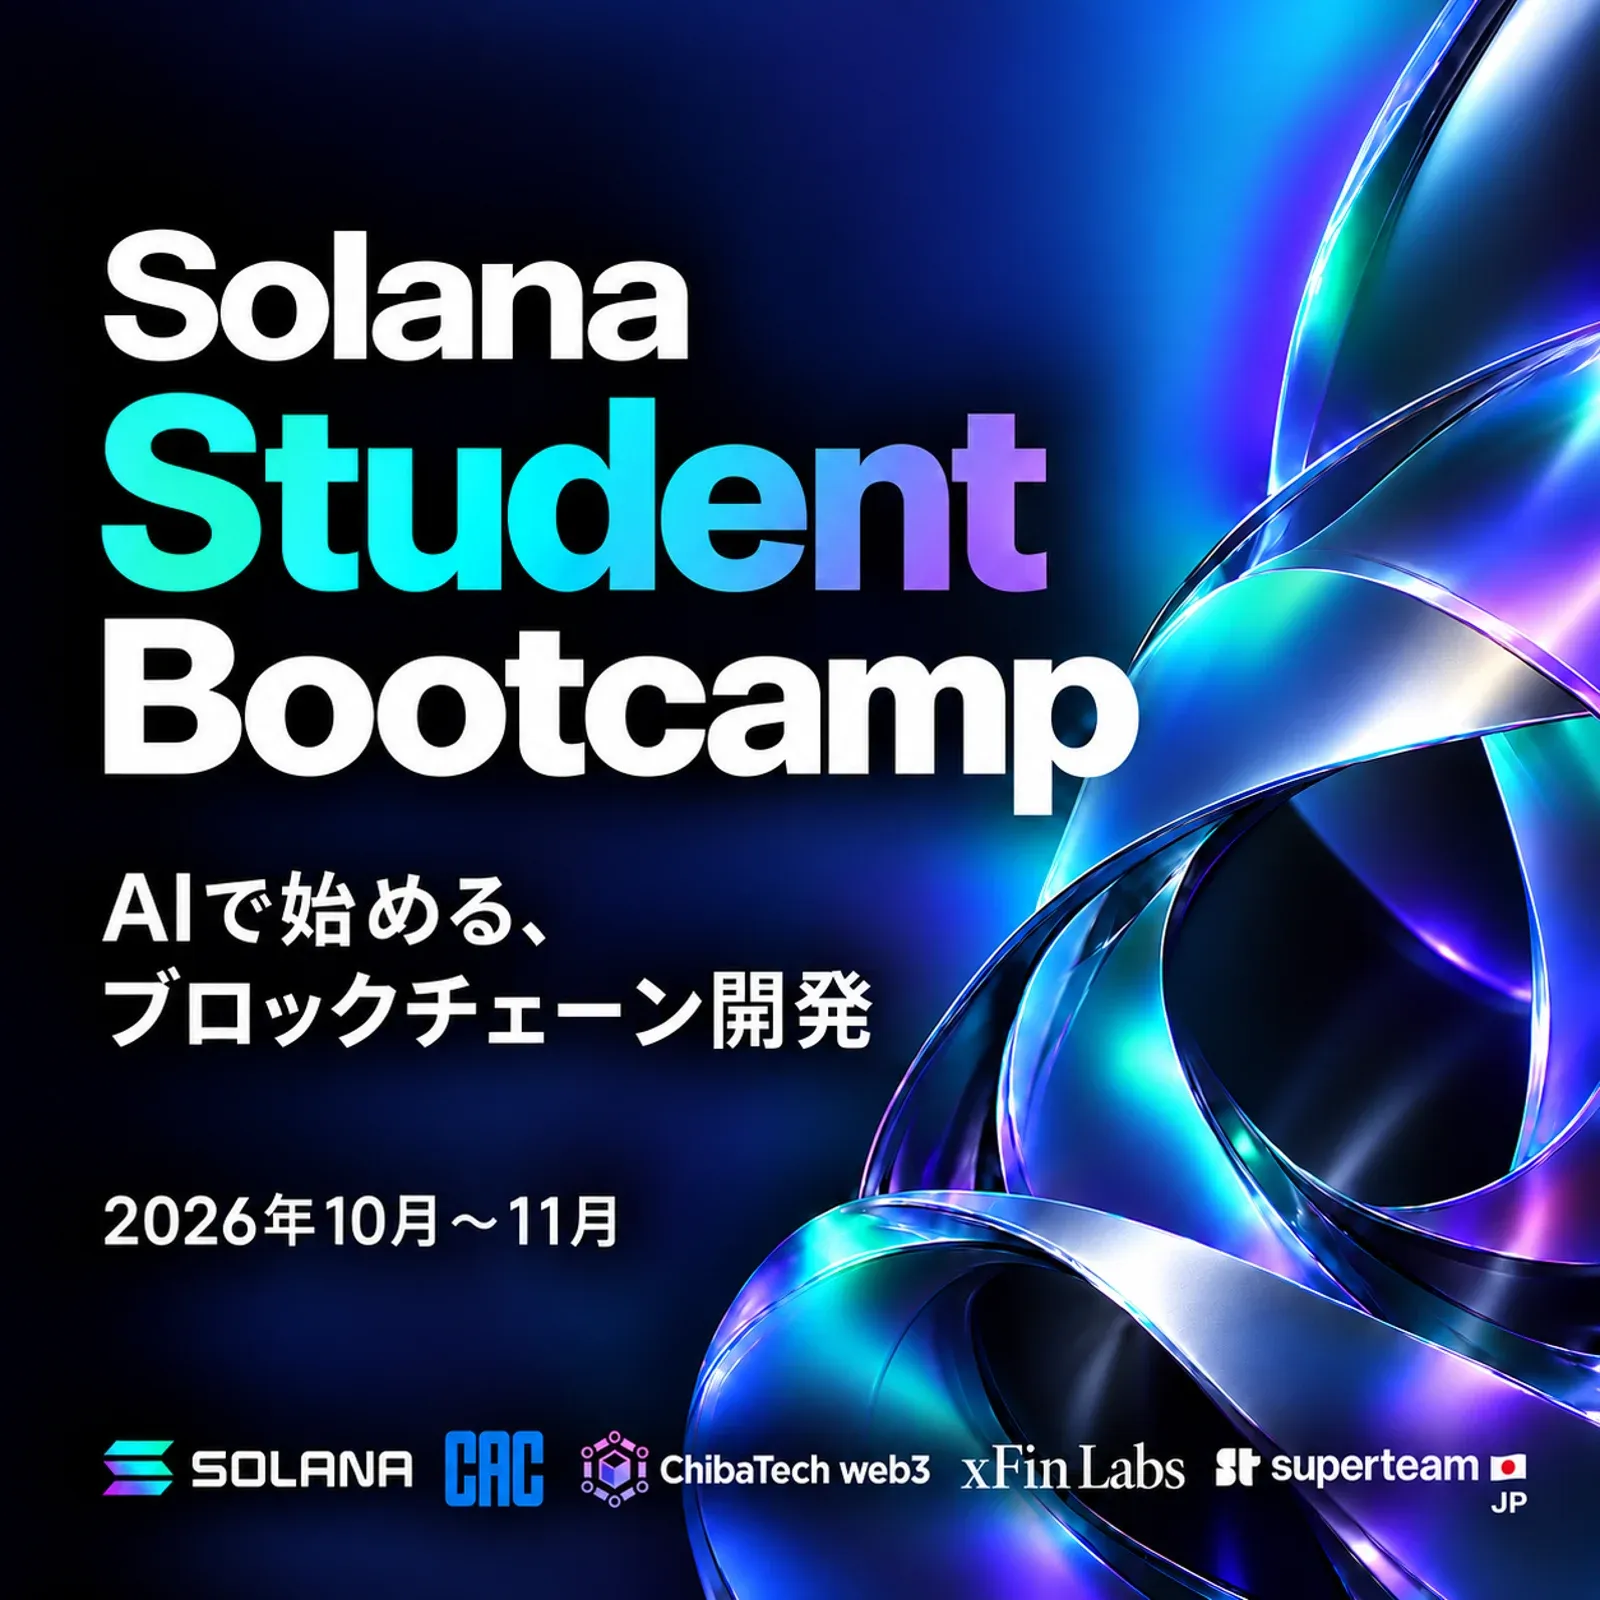 Solana
Student
Bootcamp
AIで始める、
ブロックチェーン開発
2026年10月～11月
SOLANA CAC ChibaTech web3 xFin Labs superteam
JP